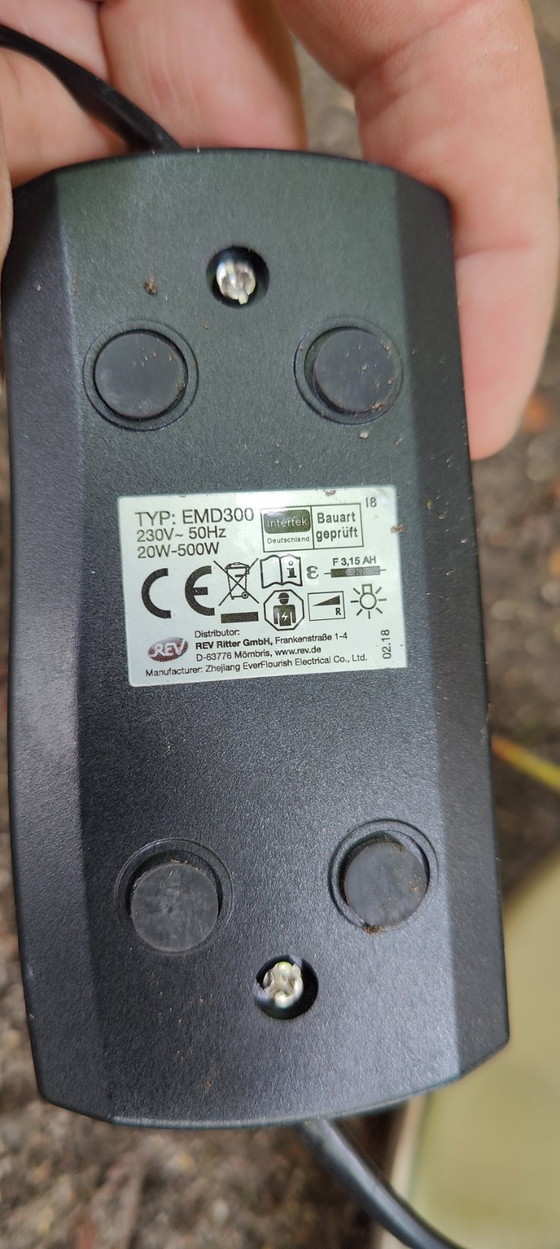 TYP: EMD300
230V~ 50Hz
20W-500W
Intertek
Deutschland
Bauart
geprüft
18
F 3,15 AH
R
REV
Distributor:
REV Ritter GmbH, Frankenstraße 1-4
D-63776 Mömbris, www.rev.de
Manufacturer: Zhejiang EverFlourish Electrical Co., Ltd.
02.18
CE
ε
i